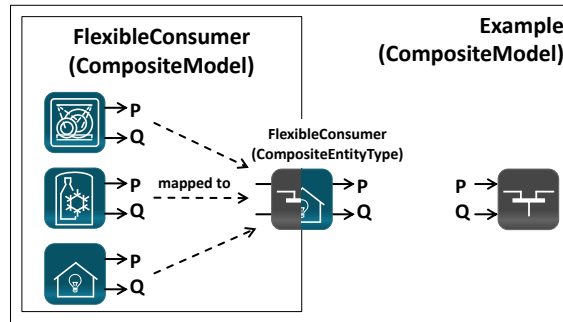 FlexibleConsumer
(CompositeModel)
Example
(CompositeModel)
P
Q
FlexibleConsumer
(CompositeEntityType)
P
mapped to
Q
P
Q
P
Q
P
Q